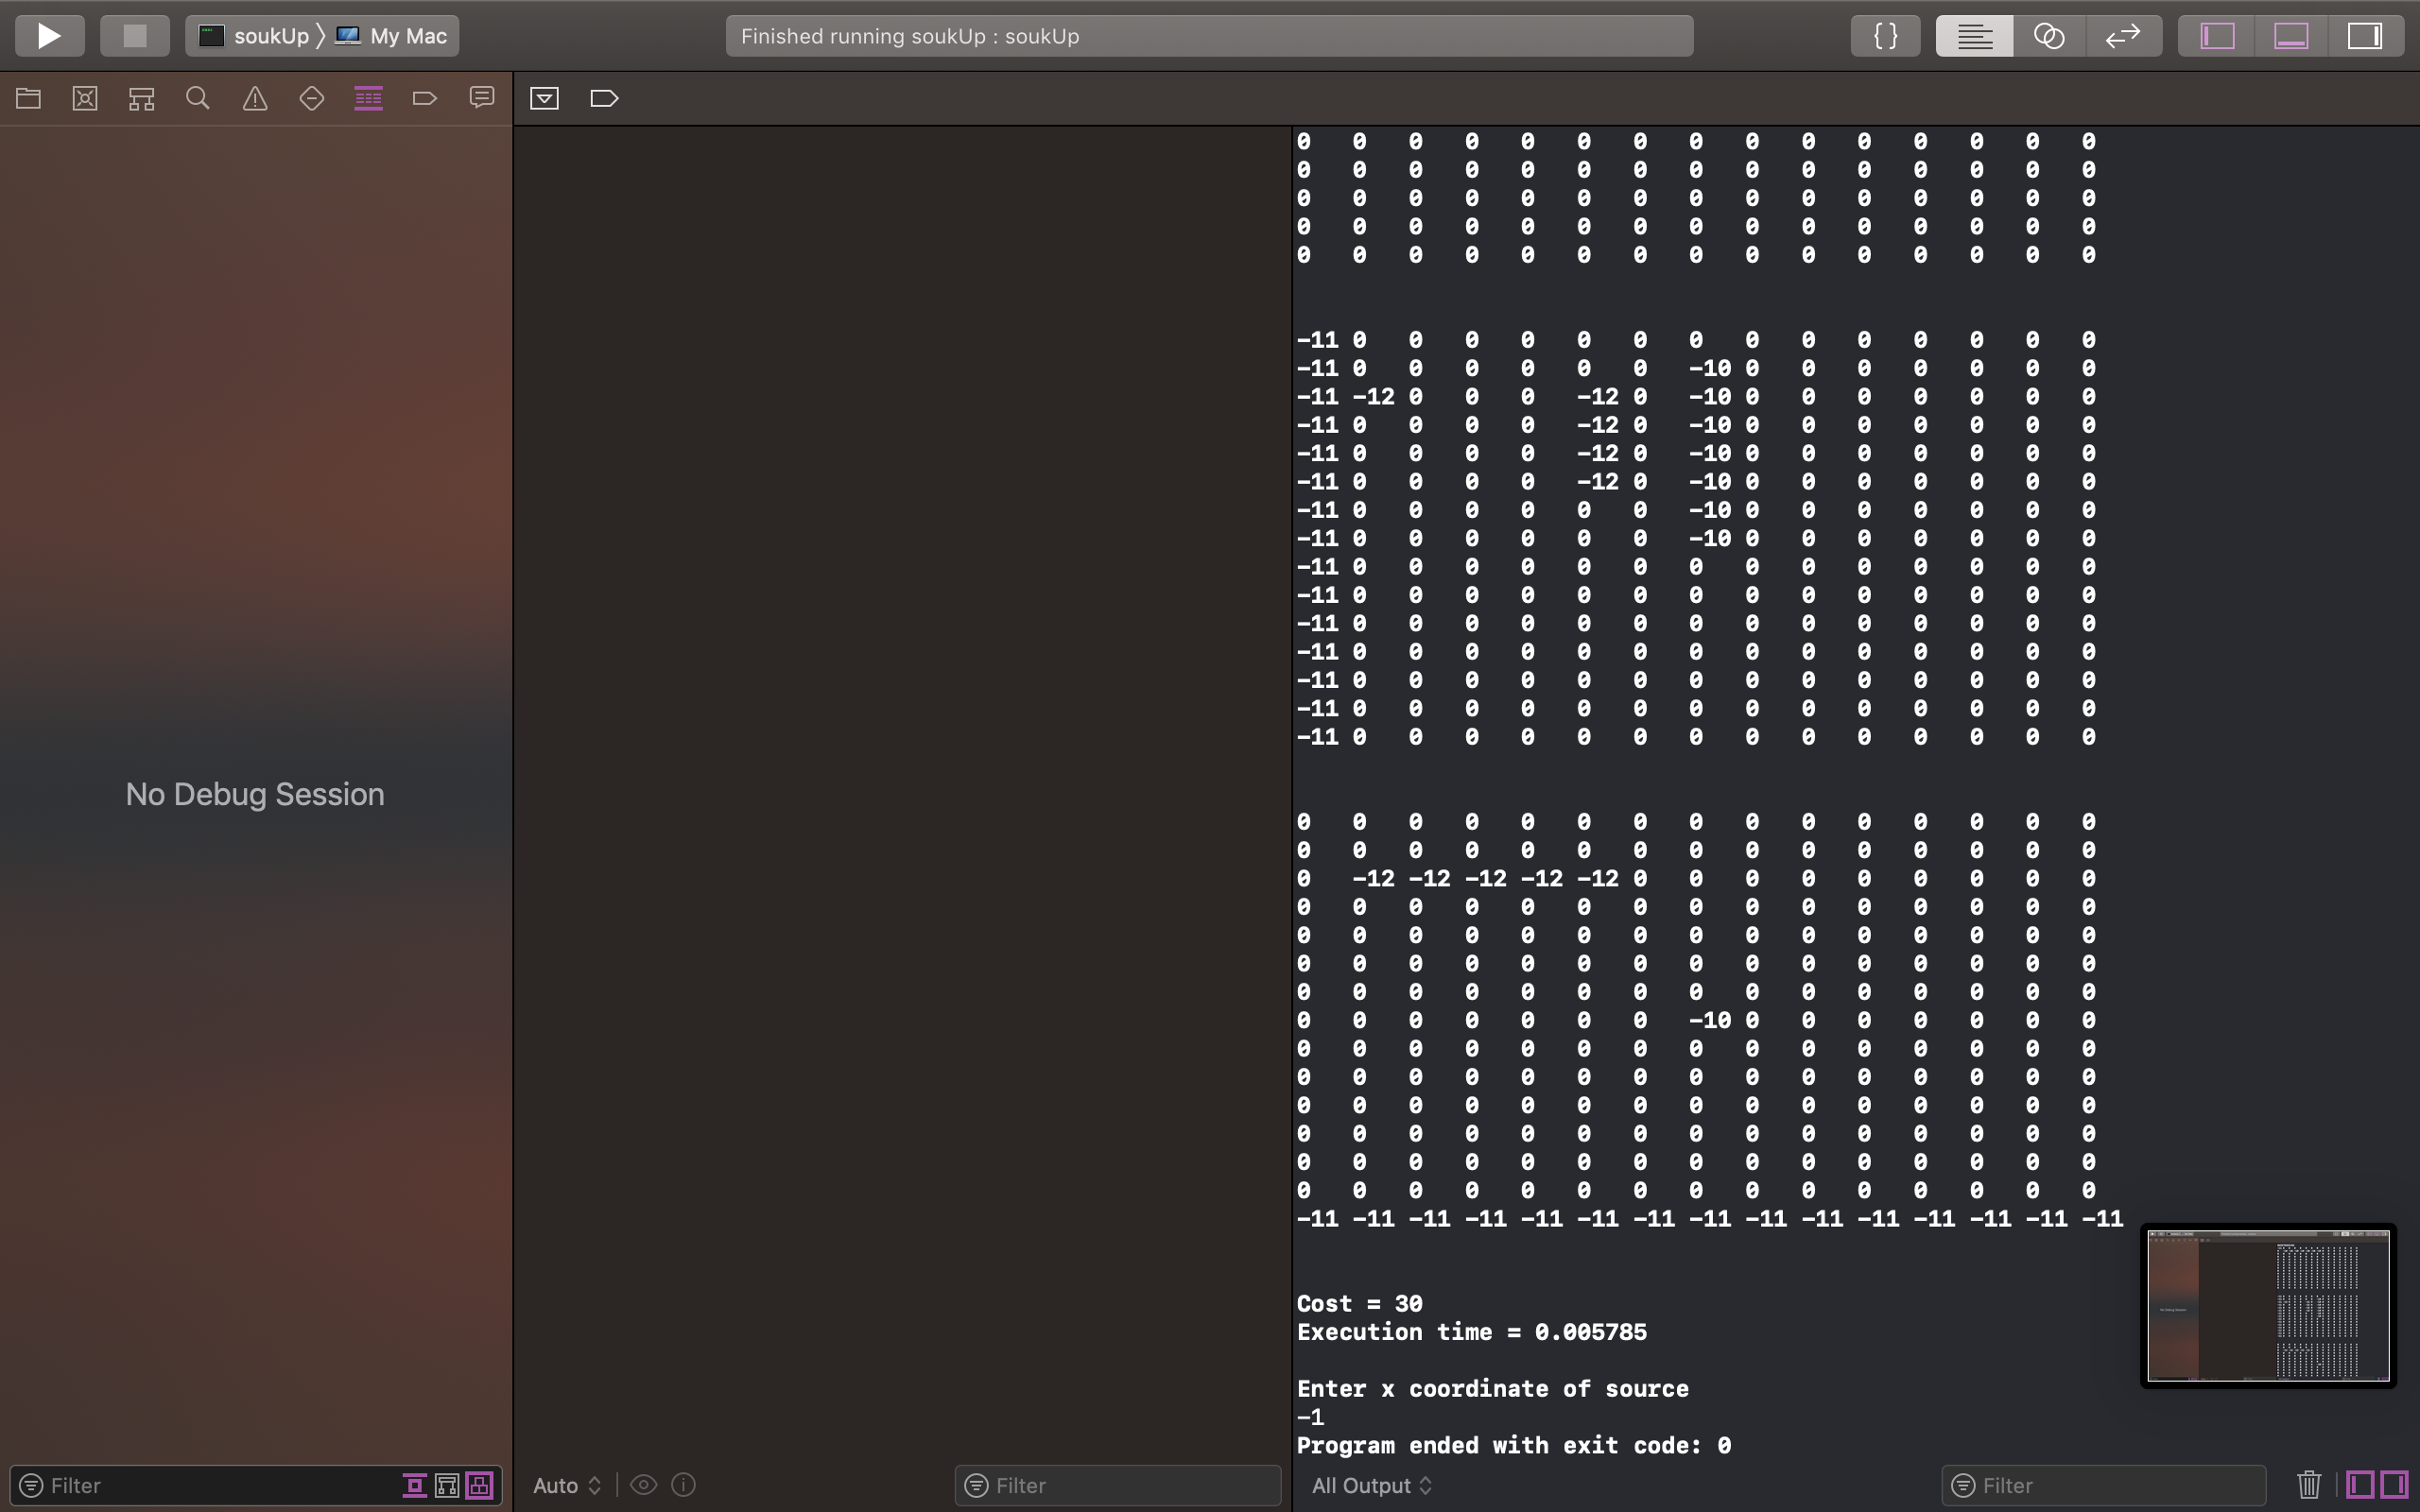 soukUp 〉 My Mac
Finished running soukUp : soukUp
{ }
No Debug Session
0 0 0 0 0 0 0 0 0 0 0 0 0 0 0
0 0 0 0 0 0 0 0 0 0 0 0 0 0 0
0 0 0 0 0 0 0 0 0 0 0 0 0 0 0
0 0 0 0 0 0 0 0 0 0 0 0 0 0 0
0 0 0 0 0 0 0 0 0 0 0 0 0 0 0
-11 0 0 0 0 0 0 0 0 0 0 0 0 0 0
-11 0 0 0 0 0 0 -10 0 0 0 0 0 0 0
-11 -12 0 0 0 -12 0 -10 0 0 0 0 0 0 0
-11 0 0 0 0 -12 0 -10 0 0 0 0 0 0 0
-11 0 0 0 0 -12 0 -10 0 0 0 0 0 0 0
-11 0 0 0 0 -12 0 -10 0 0 0 0 0 0 0
-11 0 0 0 0 0 0 -10 0 0 0 0 0 0 0
-11 0 0 0 0 0 0 -10 0 0 0 0 0 0 0
-11 0 0 0 0 0 0 0 0 0 0 0 0 0 0
-11 0 0 0 0 0 0 0 0 0 0 0 0 0 0
-11 0 0 0 0 0 0 0 0 0 0 0 0 0 0
-11 0 0 0 0 0 0 0 0 0 0 0 0 0 0
-11 0 0 0 0 0 0 0 0 0 0 0 0 0 0
-11 0 0 0 0 0 0 0 0 0 0 0 0 0 0
-11 0 0 0 0 0 0 0 0 0 0 0 0 0 0
0 0 0 0 0 0 0 0 0 0 0 0 0 0 0
0 0 0 0 0 0 0 0 0 0 0 0 0 0 0
0 -12 -12 -12 -12 -12 0 0 0 0 0 0 0 0 0
0 0 0 0 0 0 0 0 0 0 0 0 0 0 0
0 0 0 0 0 0 0 0 0 0 0 0 0 0 0
0 0 0 0 0 0 0 0 0 0 0 0 0 0 0
0 0 0 0 0 0 0 0 0 0 0 0 0 0 0
0 0 0 0 0 0 0 -10 0 0 0 0 0 0 0
0 0 0 0 0 0 0 0 0 0 0 0 0 0 0
0 0 0 0 0 0 0 0 0 0 0 0 0 0 0
0 0 0 0 0 0 0 0 0 0 0 0 0 0 0
0 0 0 0 0 0 0 0 0 0 0 0 0 0 0
0 0 0 0 0 0 0 0 0 0 0 0 0 0 0
0 0 0 0 0 0 0 0 0 0 0 0 0 0 0
-11 -11 -11 -11 -11 -11 -11 -11 -11 -11 -11 -11 -11 -11 -11
Cost = 30
Execution time = 0.005785
Enter x coordinate of source
-1
Program ended with exit code: 0
Filter
Auto
Filter
All Output
Filter